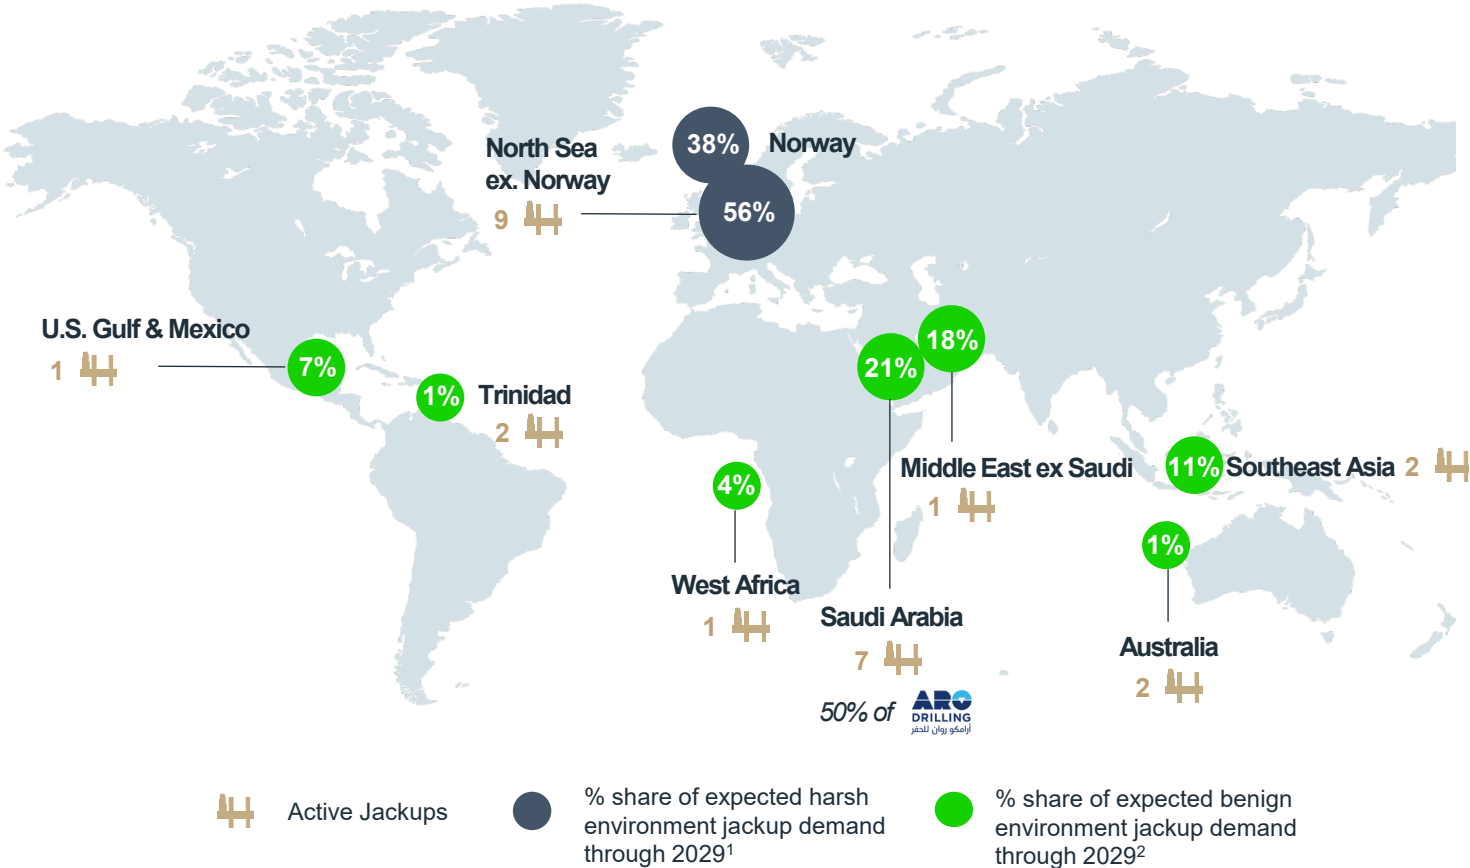 38%
Norway
North Sea
ex. Norway
9
56%
U.S. Gulf & Mexico
1
7%
1%
Trinidad
2
18%
21%
Middle East ex Saudi
1
11%
Southeast Asia 2
4%
West Africa
1
Saudi Arabia
7
50% of
ARO
DRILLING
أرامكو روان للحفر
1%
Australia
2
Active Jackups
% share of expected harsh
environment jackup demand
through 2029¹
% share of expected benign
environment jackup demand
through 2029²